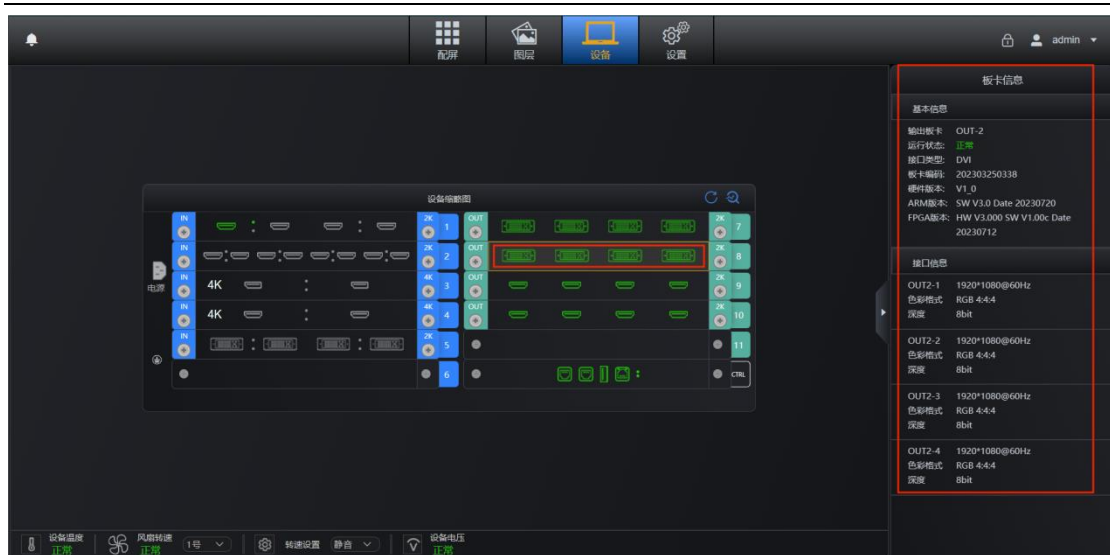 配屏 图层 设备 设置
admin
板卡信息
基本信息
输出板卡 OUT-2
运行状态: 正常
接口类型: DVI
板卡编码: 202303250338
硬件版本: V1_0
ARM版本: SW V3.0 Date 20230720
FPGA版本: HW V3.000 SW V1.00c Date
20230712
接口信息
OUT2-1 1920*1080@60Hz
色彩格式 RGB 4:4:4
深度 8bit
OUT2-2 1920*1080@60Hz
色彩格式 RGB 4:4:4
深度 8bit
OUT2-3 1920*1080@60Hz
色彩格式 RGB 4:4:4
深度 8bit
OUT2-4 1920*1080@60Hz
色彩格式 RGB 4:4:4
深度 8bit
设备缩略图
IN 2K 1 OUT 2K 7
IN 2K 2 OUT 2K 8
电源
IN 4K 4K 3 OUT 2K 9
IN 4K 4K 4 OUT 2K 10
IN 2K 5 11
6 CTRL
设备温度 正常
风扇转速 正常 1号
转速设置 静音
设备电压 正常